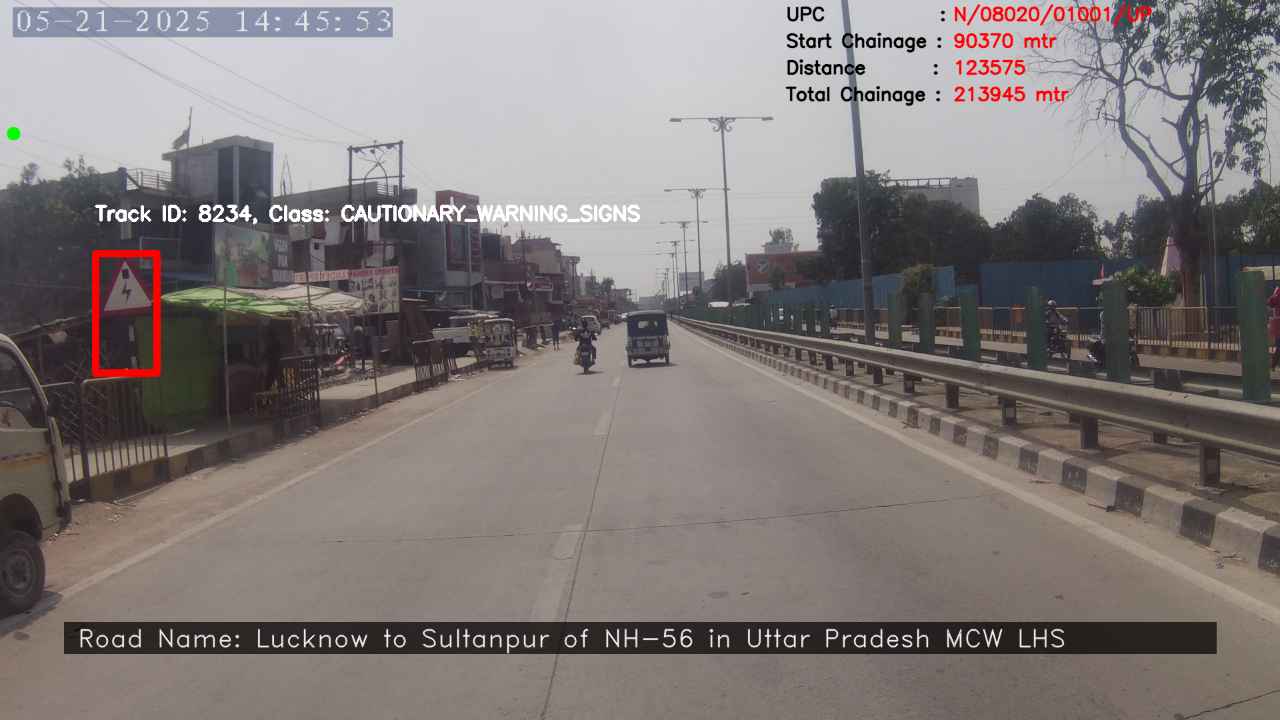 05-21-2025 14:45:53
UPC : N/08020/01001/UP
Start Chainage : 90370 mtr
Distance : 123575
Total Chainage : 213945 mtr
Track ID: 8234, Class: CAUTIONARY_WARNING_SIGNS
Road Name: Lucknow to Sultanpur of NH-56 in Uttar Pradesh MCW LHS